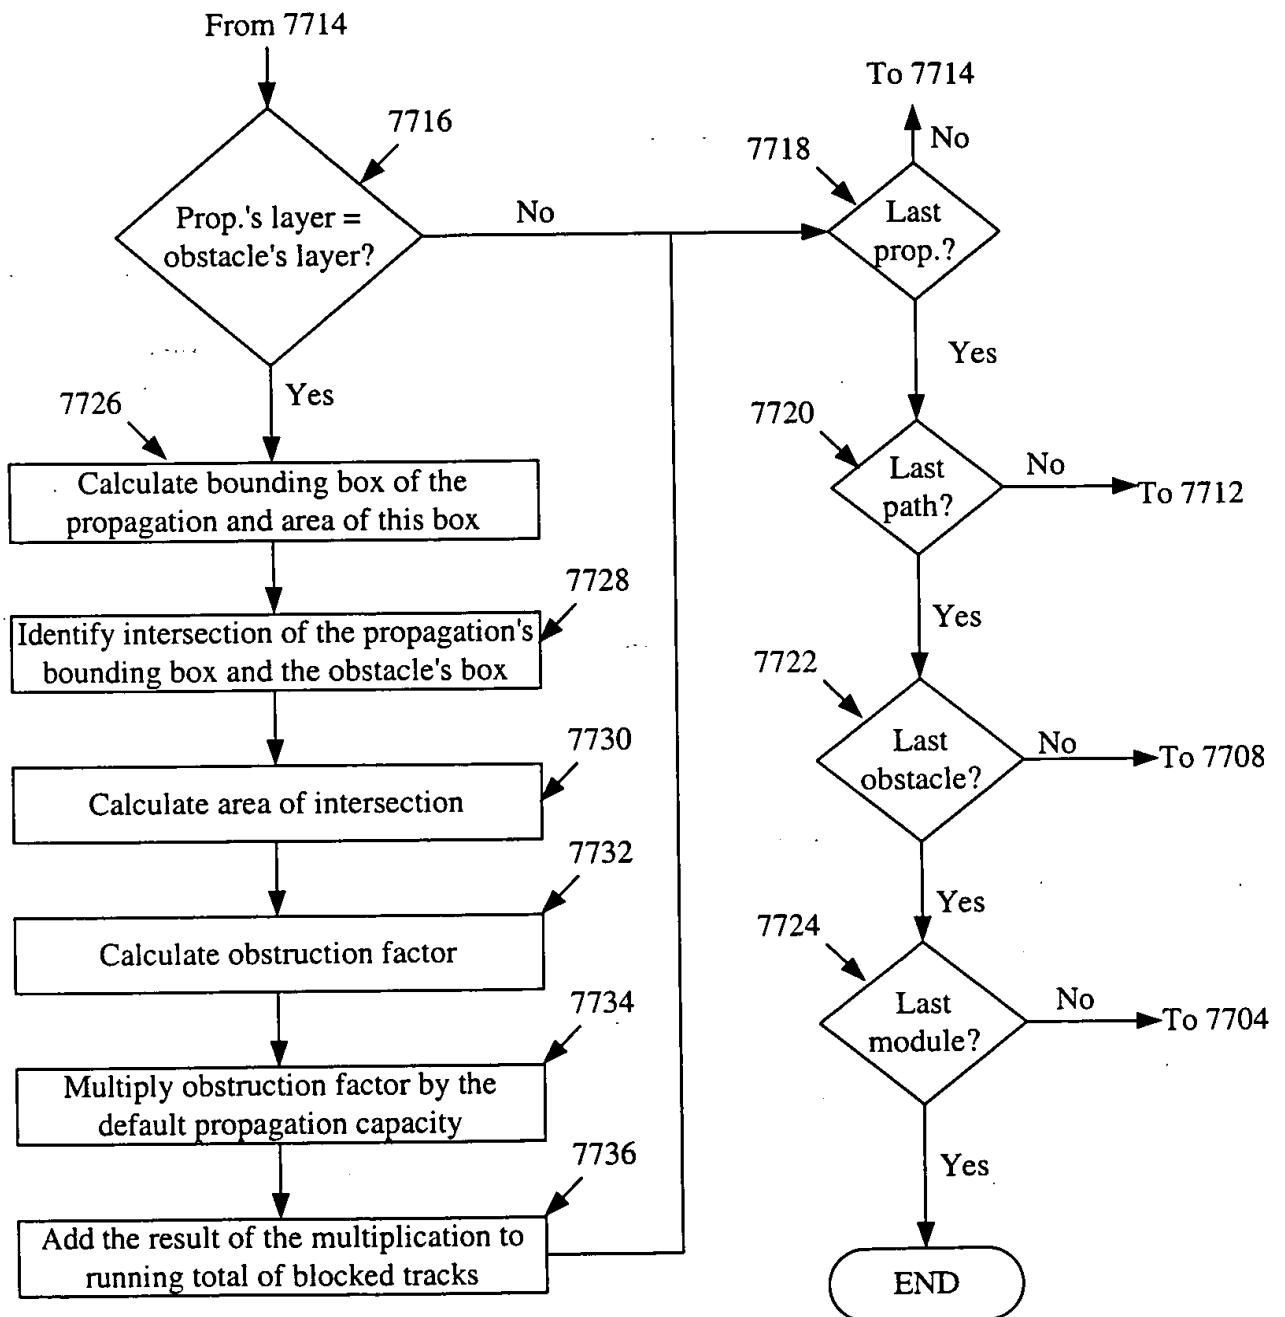 From 7714
7716
Prop.'s layer =
obstacle's layer?
No
Yes
7726
Calculate bounding box of the
propagation and area of this box
7728
Identify intersection of the propagation's
bounding box and the obstacle's box
7730
Calculate area of intersection
7732
Calculate obstruction factor
7734
Multiply obstruction factor by the
default propagation capacity
7736
Add the result of the multiplication to
running total of blocked tracks
To 7714
No
7718
Last
prop.?
Yes
7720
Last
path?
No
To 7712
Yes
7722
Last
obstacle?
No
To 7708
Yes
7724
Last
module?
No
To 7704
Yes
END